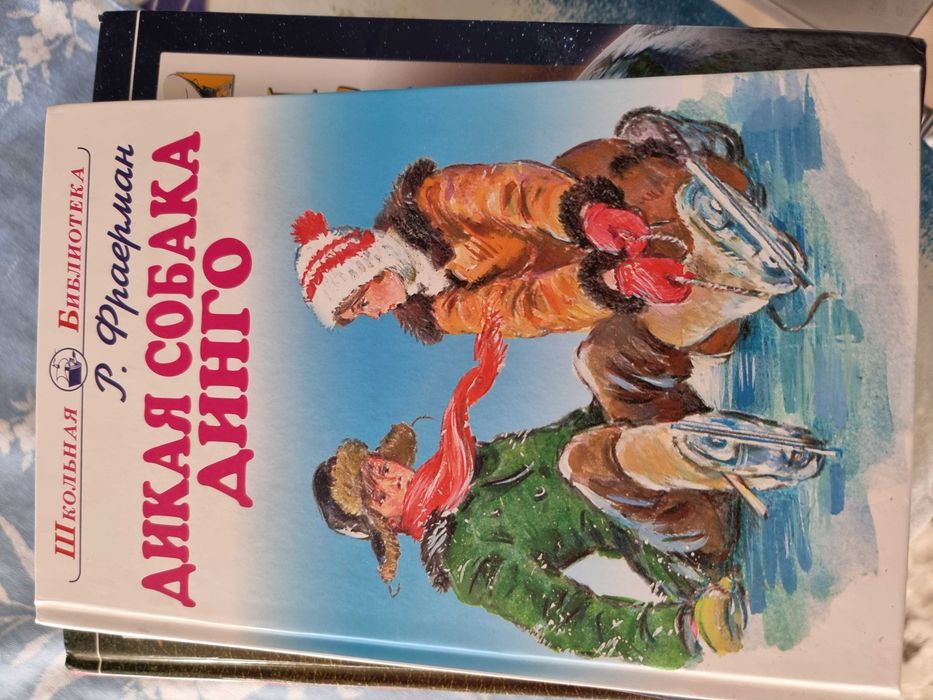 Школьная Библиотека
Р. Фраерман
ДИКАЯ СОБАКА
ДИНГО